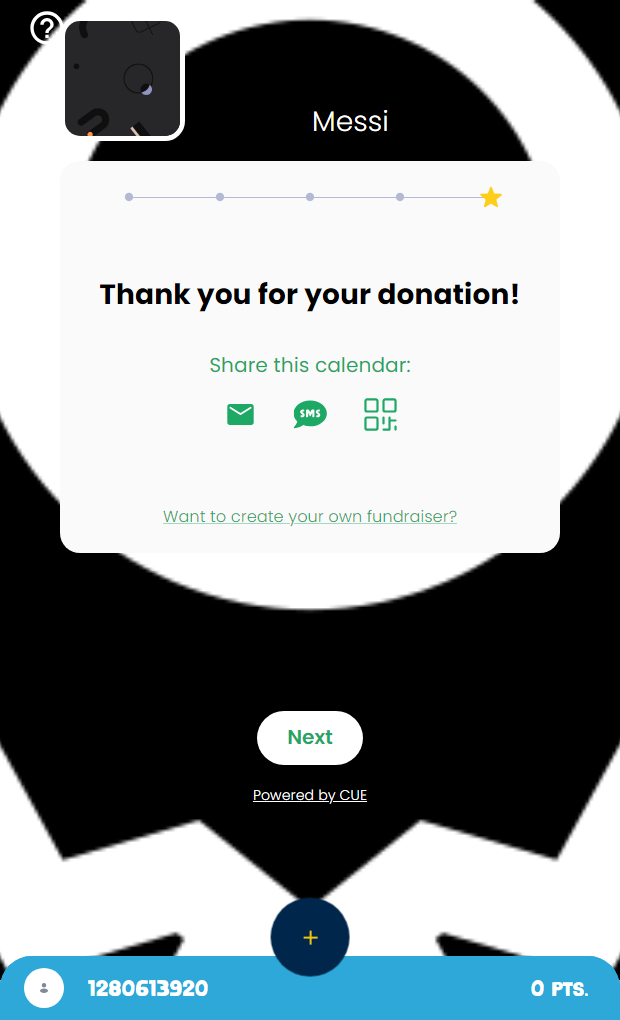 Messi
Thank you for your donation!
Share this calendar:
SMS
Want to create your own fundraiser?
Next
Powered by CUE
+
1280613920
0 PTS.